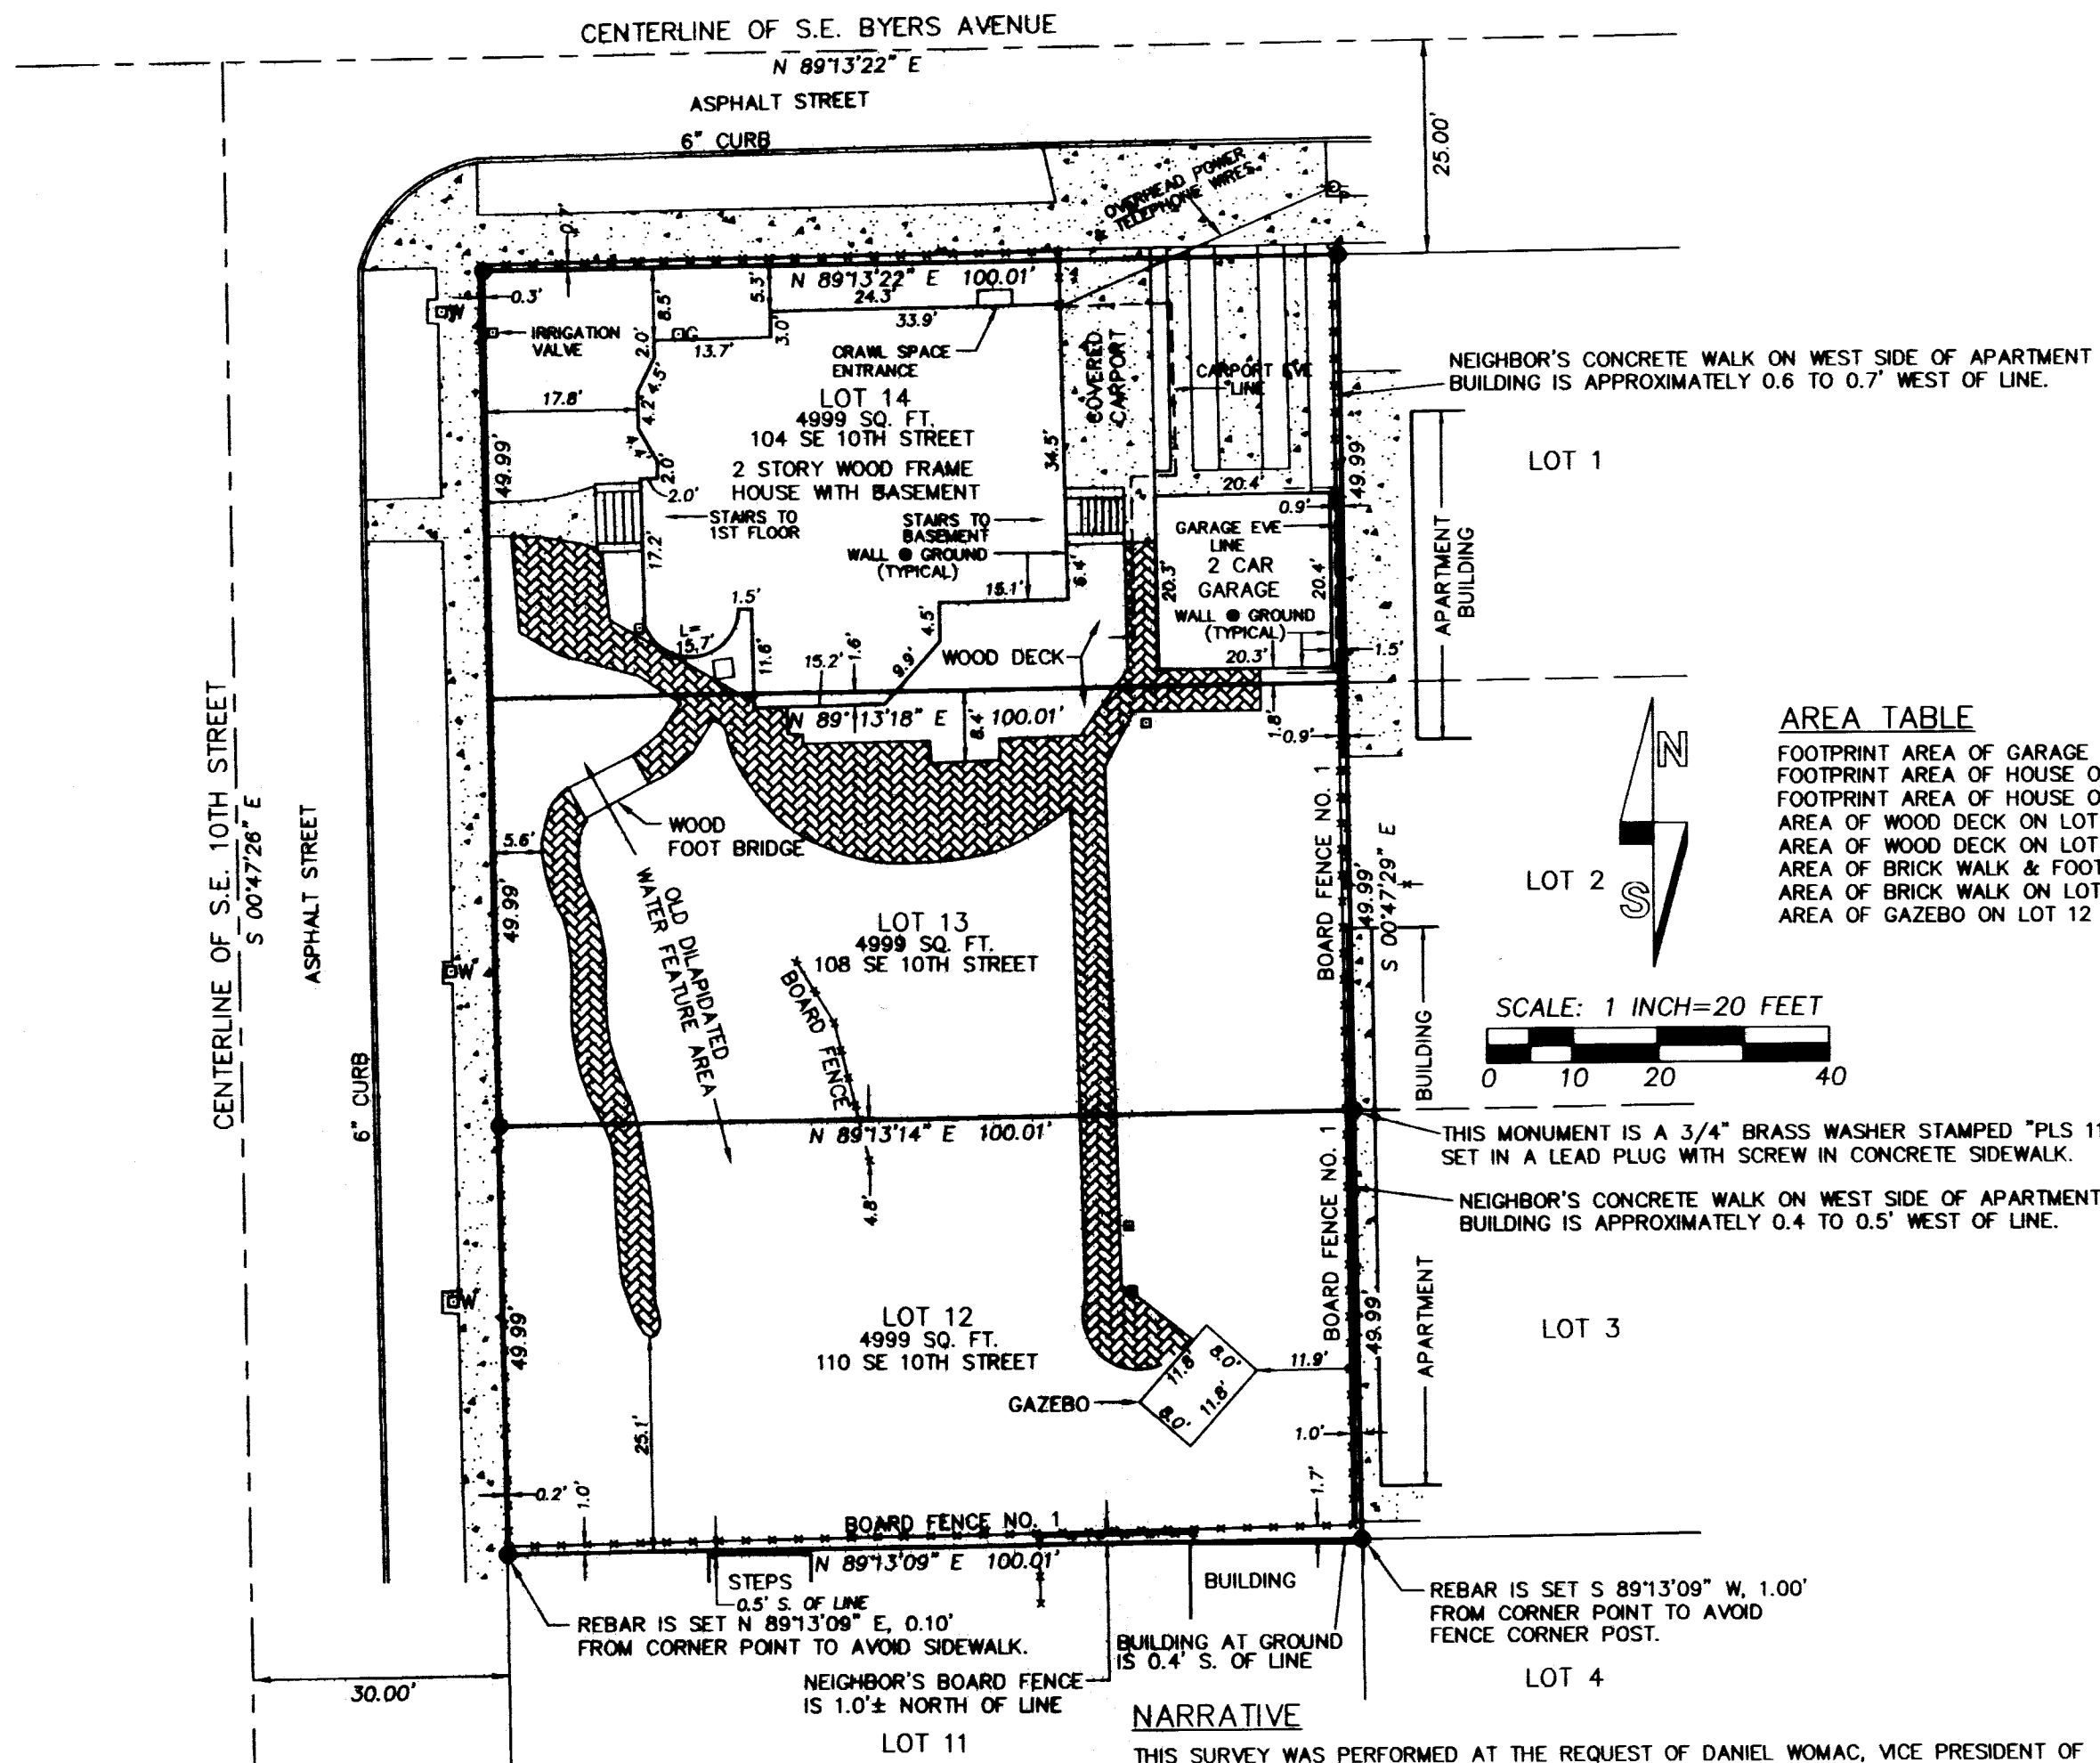 CENTERLINE OF S.E. BYERS AVENUE
N 89°13'22" E
ASPHALT STREET
6" CURB
25.00'
OVERHEAD POWER
TELEPHONE WIRES
P
0.7'
N 89°13'22" E 100.01'
0.3'
8.5'
5.3'
24.3'
W
IRRIGATION
VALVE
G
2.0'
13.7'
3.0'
33.9'
CRAWL SPACE
ENTRANCE
COVERED
CARPORT
CARPORT EVE
LINE
NEIGHBOR'S CONCRETE WALK ON WEST SIDE OF APARTMENT
BUILDING IS APPROXIMATELY 0.6 TO 0.7' WEST OF LINE.
4.5'
17.8'
4.2'
LOT 14
4999 SQ. FT.
104 SE 10TH STREET
2 STORY WOOD FRAME
HOUSE WITH BASEMENT
34.5'
49.99'
49.99'
LOT 1
2.0'
2.0'
20.4'
0.9'
STAIRS TO
1ST FLOOR
STAIRS TO
BASEMENT
WALL @ GROUND
(TYPICAL)
17.2'
GARAGE EVE
LINE
2 CAR
GARAGE
20.3'
20.4'
WALL @ GROUND
(TYPICAL)
20.3'
1.5'
APARTMENT
BUILDING
6.4'
15.1'
1.5'
L=
15.7'
11.6'
4.5'
15.2'
1.6'
9.9'
WOOD DECK
N 89°13'18" E 100.01'
8.4'
1.8'
0.9'
CENTERLINE OF S.E. 10TH STREET
S 00°47'26" E
ASPHALT STREET
6" CURB
5.6'
WOOD
FOOT BRIDGE
OLD DILAPIDATED
WATER FEATURE AREA
49.99'
W
LOT 13
4999 SQ. FT.
108 SE 10TH STREET
BOARD FENCE
BOARD FENCE NO. 1
49.99'
S 00°47'29" E
LOT 2
N
S
AREA TABLE
FOOTPRINT AREA OF GARAGE
FOOTPRINT AREA OF HOUSE O
FOOTPRINT AREA OF HOUSE O
AREA OF WOOD DECK ON LOT
AREA OF WOOD DECK ON LOT
AREA OF BRICK WALK & FOOT
AREA OF BRICK WALK ON LOT
AREA OF GAZEBO ON LOT 12
SCALE: 1 INCH=20 FEET
0 10 20 40
BUILDING
N 89°13'14" E 100.01'
4.8'
THIS MONUMENT IS A 3/4" BRASS WASHER STAMPED "PLS 11
SET IN A LEAD PLUG WITH SCREW IN CONCRETE SIDEWALK.
NEIGHBOR'S CONCRETE WALK ON WEST SIDE OF APARTMENT
BUILDING IS APPROXIMATELY 0.4 TO 0.5' WEST OF LINE.
BOARD FENCE NO. 1
W
49.99'
LOT 12
4999 SQ. FT.
110 SE 10TH STREET
49.99'
APARTMENT
LOT 3
GAZEBO
11.8'
8.0'
8.0'
11.8'
11.9'
1.0'
25.1'
0.2'
1.0'
1.7'
BOARD FENCE NO. 1
N 89°13'09" E 100.01'
STEPS
0.5' S. OF LINE
BUILDING
REBAR IS SET N 89°13'09" E, 0.10'
FROM CORNER POINT TO AVOID SIDEWALK.
BUILDING AT GROUND
IS 0.4' S. OF LINE
REBAR IS SET S 89°13'09" W, 1.00'
FROM CORNER POINT TO AVOID
FENCE CORNER POST.
30.00'
NEIGHBOR'S BOARD FENCE
IS 1.0'± NORTH OF LINE
LOT 4
LOT 11
NARRATIVE
THIS SURVEY WAS PERFORMED AT THE REQUEST OF DANIEL WOMAC, VICE PRESIDENT OF